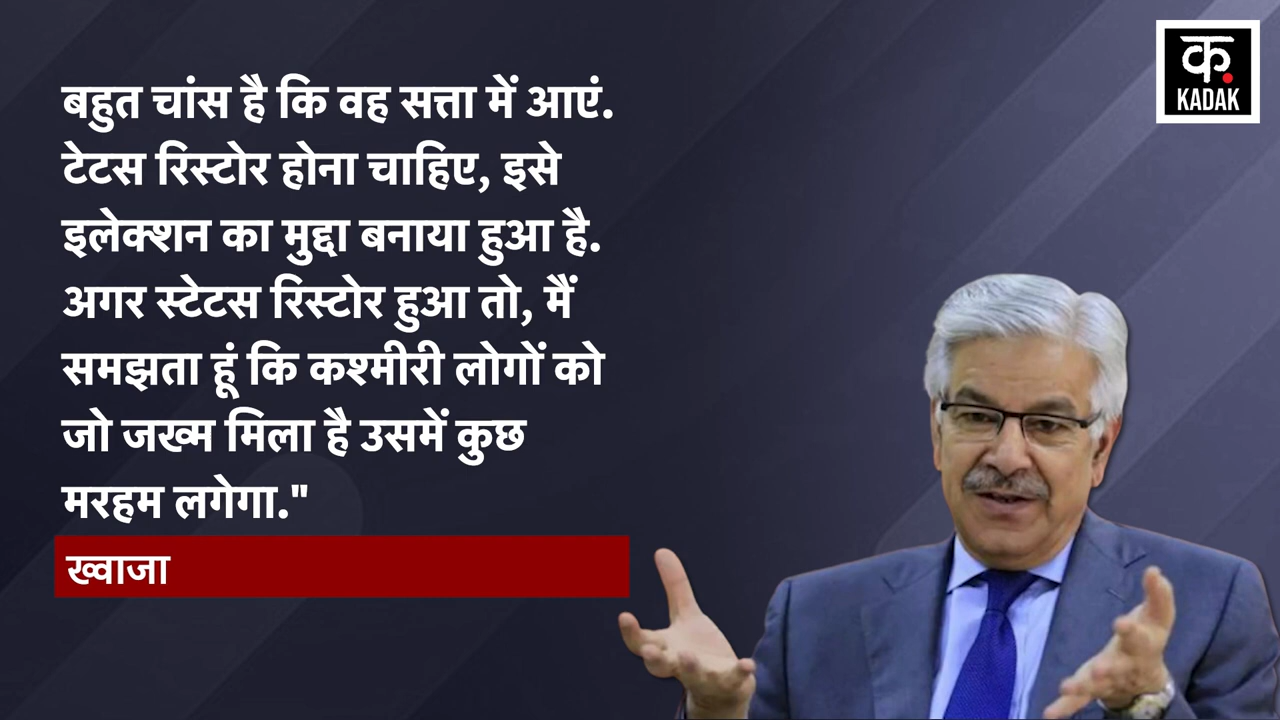 क
KADAK
बहुत चांस है कि वह सत्ता में आएं.
टेटस रिस्टोर होना चाहिए, इसे
इलेक्शन का मुद्दा बनाया हुआ है.
अगर स्टेटस रिस्टोर हुआ तो, मैं
समझता हूं कि कश्मीरी लोगों को
जो जख्म मिला है उसमें कुछ
मरहम लगेगा."
ख्वाजा